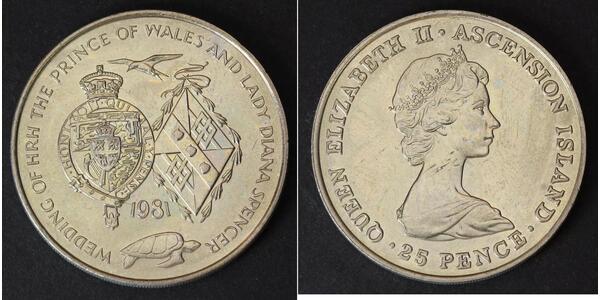 WEDDING OF HRH THE PRINCE OF WALES AND LADY DIANA SPENCER
1981
QUEEN ELIZABETH II · ASCENSION ISLAND ·
· 25 PENCE ·